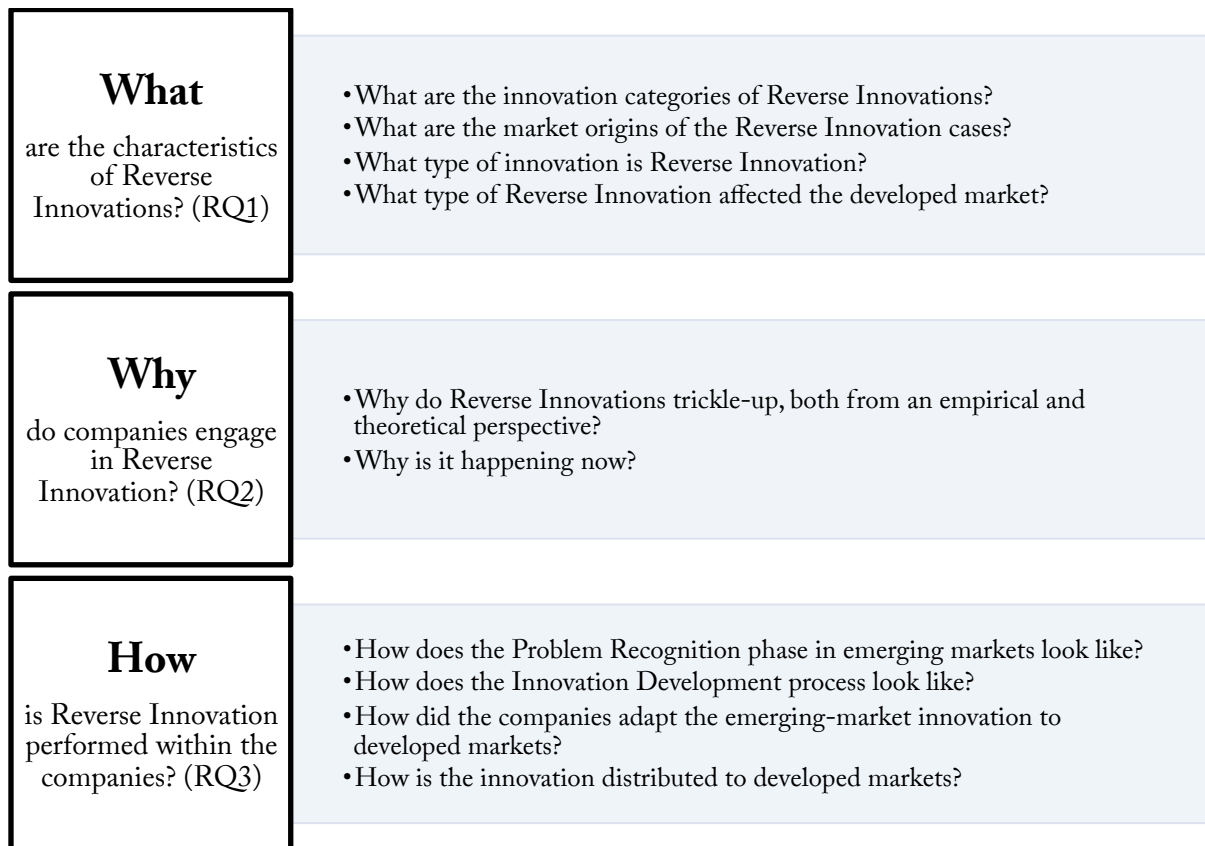 What
are the characteristics
of Reverse
Innovations? (RQ1)
•What are the innovation categories of Reverse Innovations?
•What are the market origins of the Reverse Innovation cases?
•What type of innovation is Reverse Innovation?
•What type of Reverse Innovation affected the developed market?
Why
do companies engage
in Reverse
Innovation? (RQ2)
•Why do Reverse Innovations trickle-up, both from an empirical and
theoretical perspective?
•Why is it happening now?
How
is Reverse Innovation
performed within the
companies? (RQ3)
•How does the Problem Recognition phase in emerging markets look like?
•How does the Innovation Development process look like?
•How did the companies adapt the emerging-market innovation to
developed markets?
•How is the innovation distributed to developed markets?